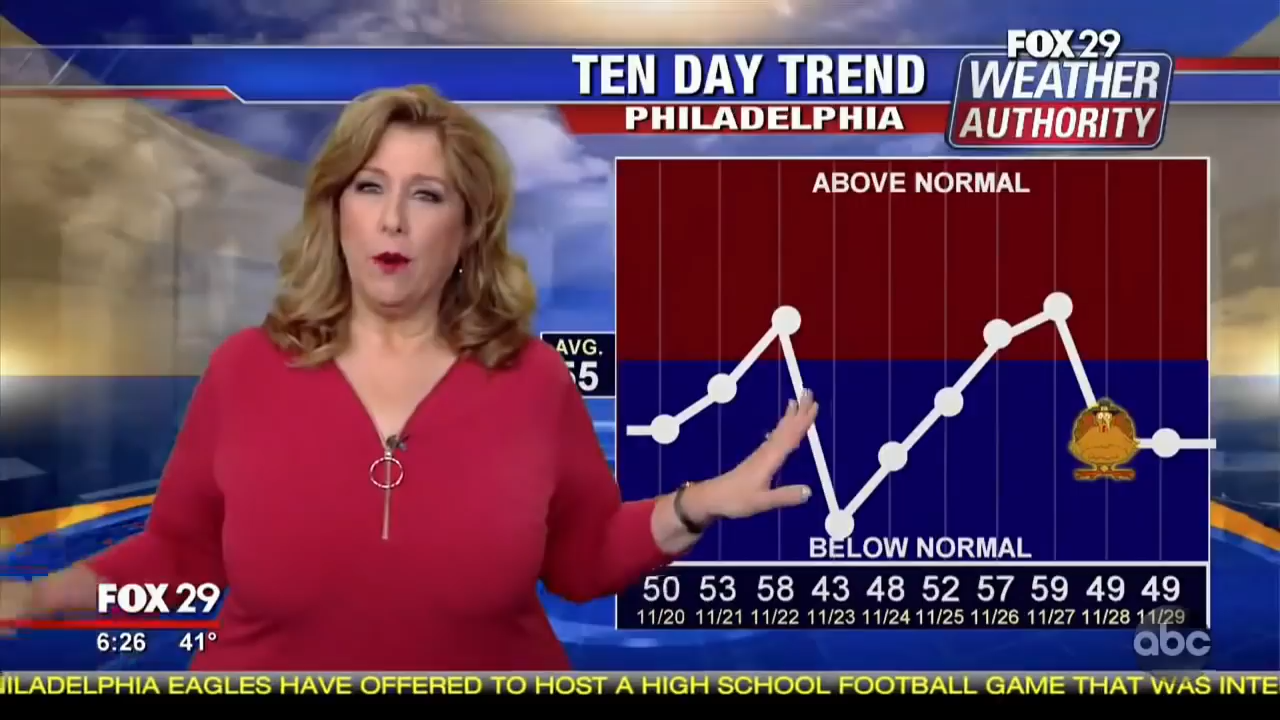 FOX 29
WEATHER
AUTHORITY
TEN DAY TREND
PHILADELPHIA
ABOVE NORMAL
AVG.
55
BELOW NORMAL
50 53 58 43 48 52 57 59 49 49
11/20 11/21 11/22 11/23 11/24 11/25 11/26 11/27 11/28 11/29
FOX 29
6:26 41°
abc
ILADELPHIA EAGLES HAVE OFFERED TO HOST A HIGH SCHOOL FOOTBALL GAME THAT WAS INTE